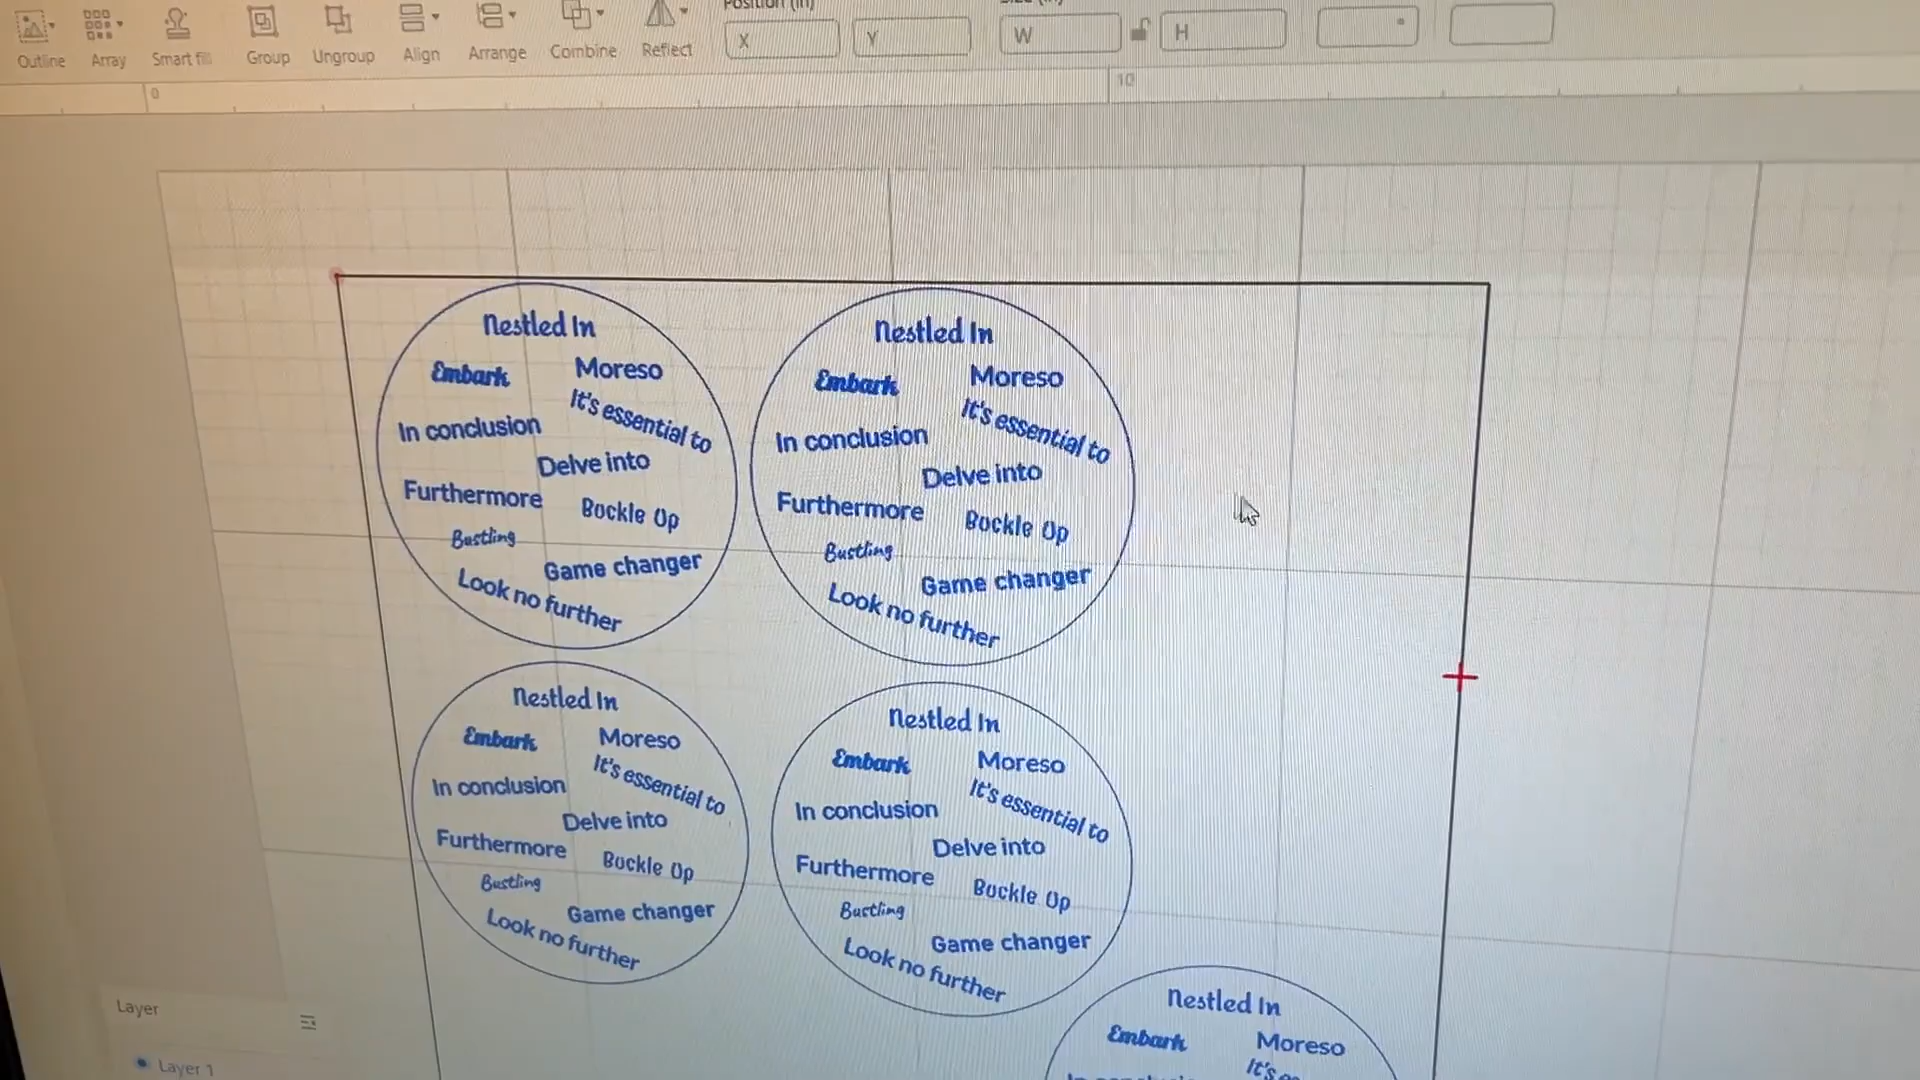 Position (in)
Outline
Array
Smart fill
Group
Ungroup
Align
Arrange
Combine
Reflect
X
Y
W
H
°
0
10
Nestled In
Embark
Moreso
It's essential to
In conclusion
Delve into
Furthermore
Buckle Up
Bustling
Game changer
Look no further
Nestled In
Embark
Moreso
It's essential to
In conclusion
Delve into
Furthermore
Buckle Up
Bustling
Game changer
Look no further
Nestled In
Embark
Moreso
It's essential to
In conclusion
Delve into
Furthermore
Buckle Up
Bustling
Game changer
Look no further
Nestled In
Embark
Moreso
It's essential to
In conclusion
Delve into
Furthermore
Buckle Up
Bustling
Game changer
Look no further
Nestled In
Embark
Moreso
It's
Layer
Layer 1